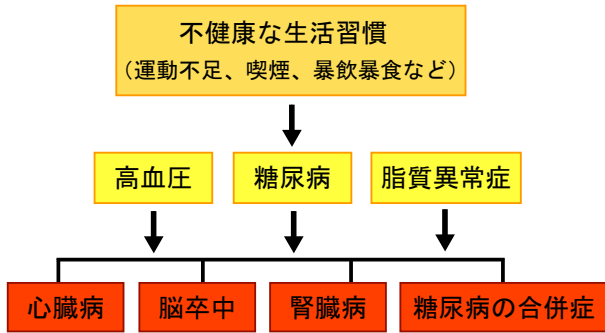 不健康な生活習慣
（運動不足、喫煙、暴飲暴食など）
高血圧
糖尿病
脂質異常症
心臓病
脳卒中
腎臓病
糖尿病の合併症